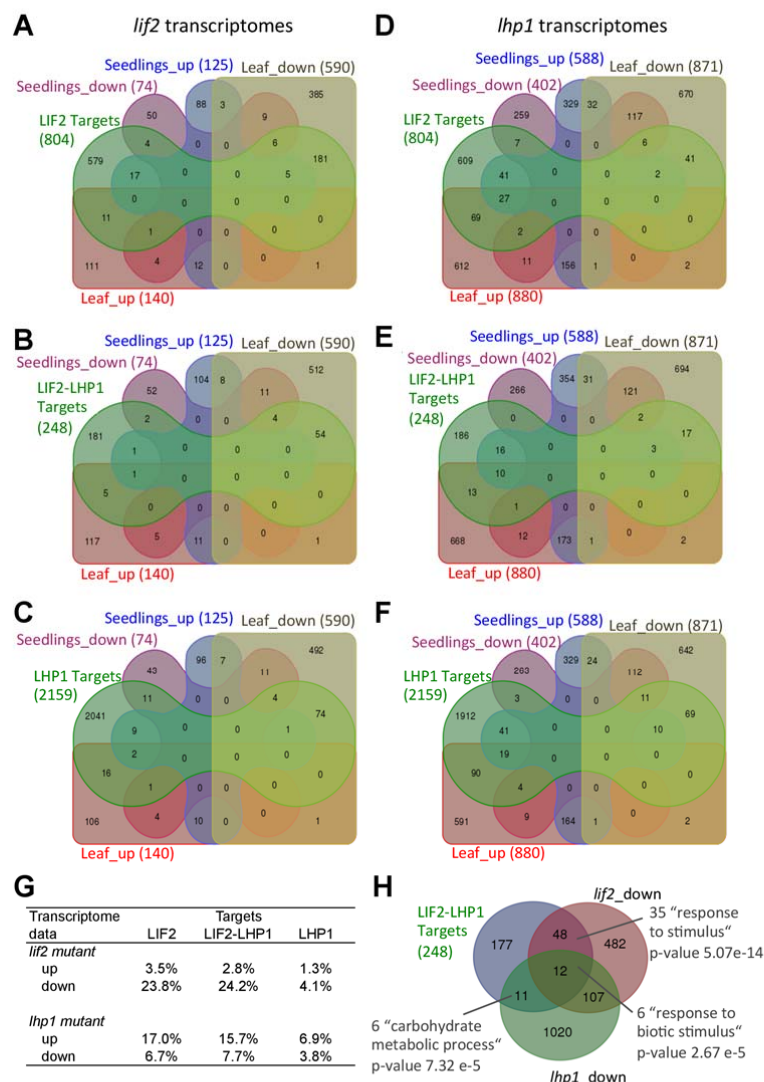 A
lif2 transcriptomes
Seedlings_up (125)
Leaf_down (590)
Seedlings_down (74)
LIF2 Targets
(804)
88 3 385
50 9
4 0 0 6
579 181
17 0 0 5
0 0 0 0
11 0
1 0 0 0
111 4 12 0 0 1
Leaf_up (140)
D
lhp1 transcriptomes
Seedlings_up (588)
Leaf_down (871)
Seedlings_down (402)
LIF2 Targets
(804)
329 32 670
259 117
7 0 0 6
609 41
41 0 0 2
27 0 0 0
69 0
2 0 0 0
612 11 156 1 0 2
Leaf_up (880)
B
Seedlings_up (125)
Leaf_down (590)
Seedlings_down (74)
LIF2-LHP1
Targets
(248)
104 8 512
52 11
2 0 0 4
181 54
1 0 0 0
1 0 0 0
5 0
0 0 0 0
117 5 11 0 0 1
Leaf_up (140)
E
Seedlings_up (588)
Leaf_down (871)
Seedlings_down (402)
LIF2-LHP1
Targets
(248)
354 31 694
266 121
0 0 0 2
186 17
16 0 0 3
10 0 0 0
13 0
1 0 0 0
668 12 173 1 0 2
Leaf_up (880)
C
Seedlings_up (125)
Leaf_down (590)
Seedlings_down (74)
LHP1 Targets
(2159)
96 7 492
43 11
11 0 0 4
2041 74
9 0 0 1
2 0 0 0
16 0
1 0 0 0
106 4 10 0 0 1
Leaf_up (140)
F
Seedlings_up (588)
Leaf_down (871)
Seedlings_down (402)
LHP1 Targets
(2159)
329 24 642
263 112
3 0 0 11
1912 69
41 0 0 10
19 0 0 0
90 0
4 0 0 0
591 9 164 1 0 2
Leaf_up (880)
G
Transcriptome Targets
data LIF2 LIF2-LHP1 LHP1
lif2 mutant
up 3.5% 2.8% 1.3%
down 23.8% 24.2% 4.1%
lhp1 mutant
up 17.0% 15.7% 6.9%
down 6.7% 7.7% 3.8%
H
lif2_down
LIF2-LHP1
Targets
(248)
35 "response
to stimulus"
p-value 5.07e-14
177 48 482
12
11 107
1020
6 "carbohydrate
metabolic process"
p-value 7.32 e-5
6 "response to
biotic stimulus"
p-value 2.67 e-5
lhp1_down